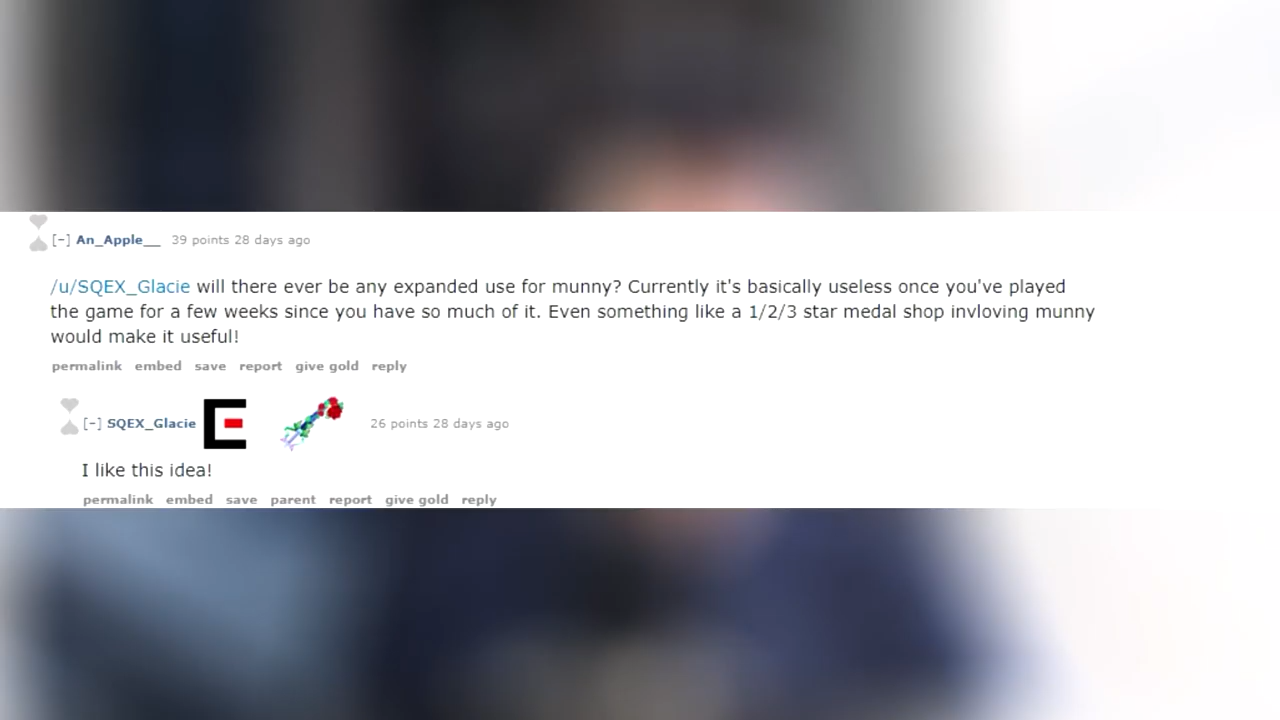 [–] An_Apple__ 39 points 28 days ago
/u/SQEX_Glacie will there ever be any expanded use for munny? Currently it's basically useless once you've played
the game for a few weeks since you have so much of it. Even something like a 1/2/3 star medal shop invloving munny
would make it useful!
permalink embed save report give gold reply
[–] SQEX_Glacie 26 points 28 days ago
I like this idea!
permalink embed save parent report give gold reply